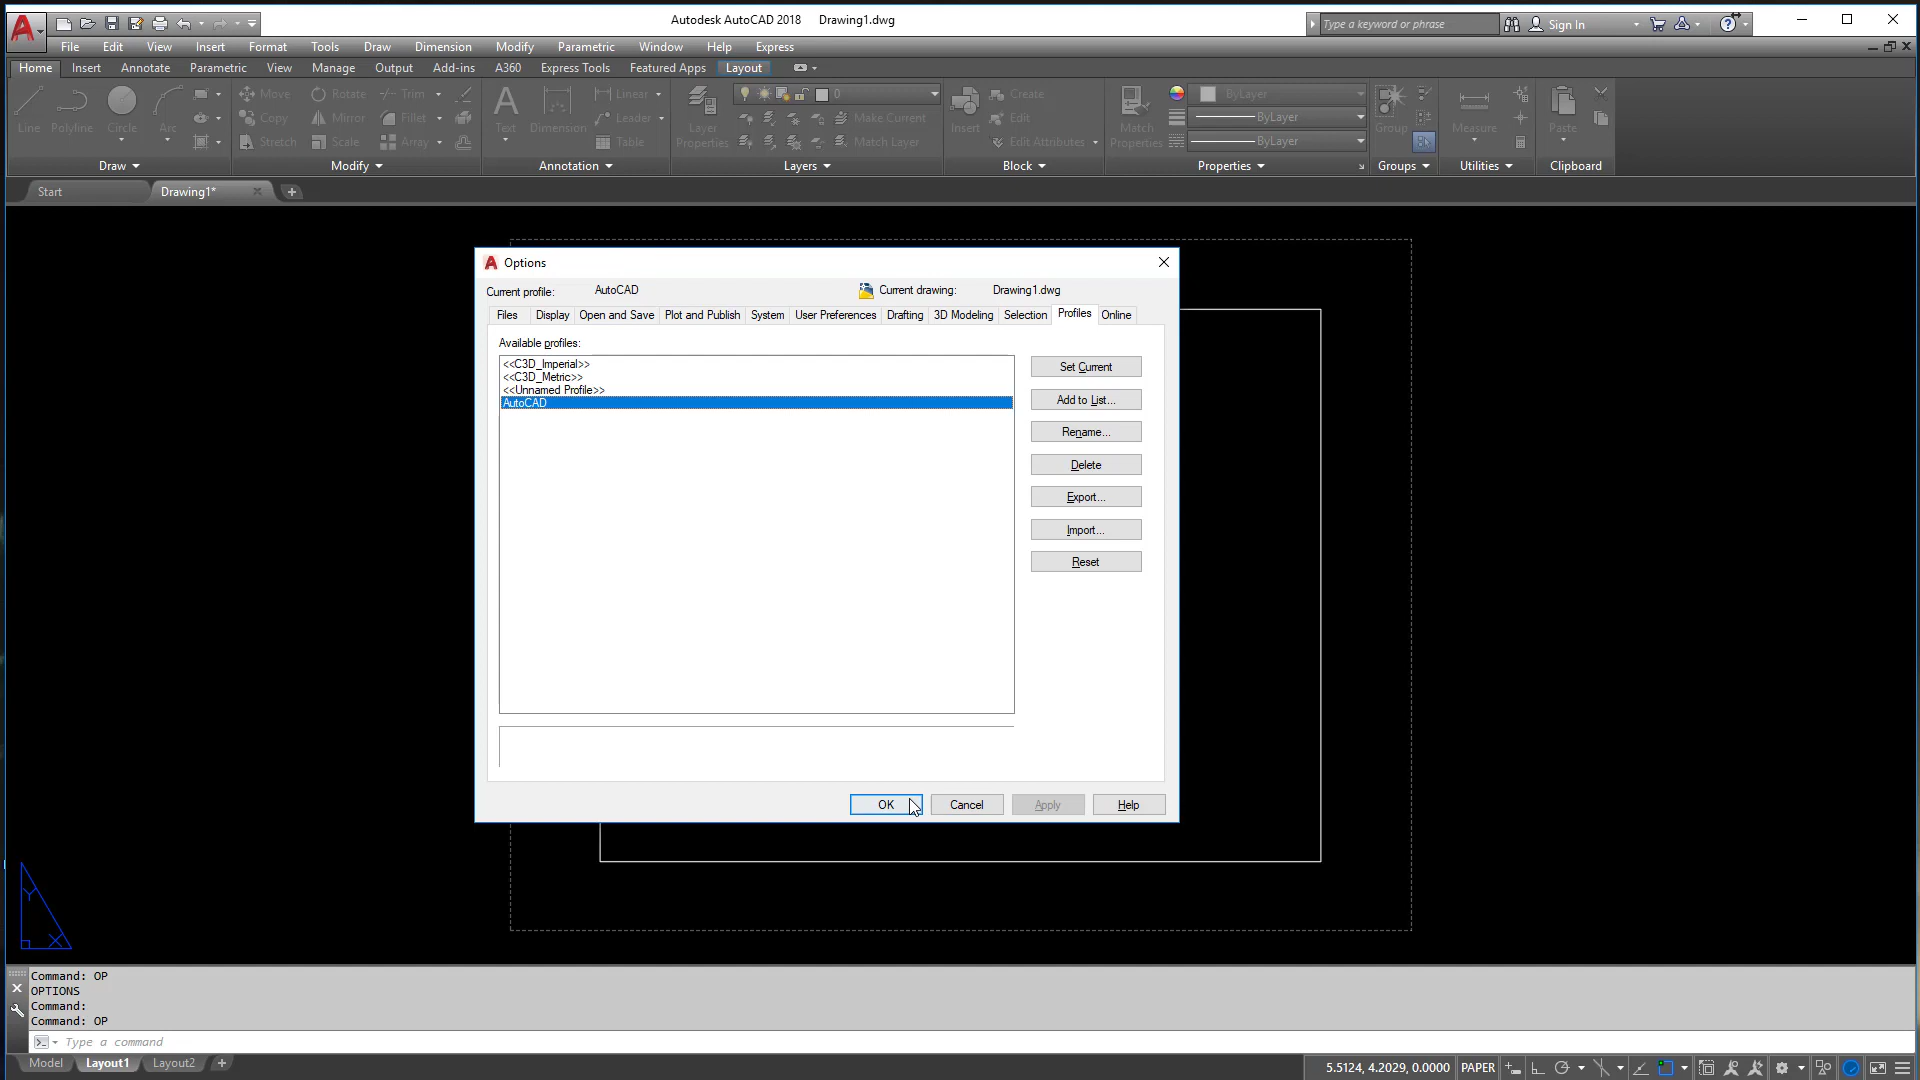 Autodesk AutoCAD 2018 Drawing1.dwg
Type a keyword or phrase
Sign In
File Edit View Insert Format Tools Draw Dimension Modify Parametric Window Help Express
Home Insert Annotate Parametric View Manage Output Add-ins A360 Express Tools Featured Apps Layout
Move Rotate Trim Linear 0 Create ByLayer
Copy Mirror Fillet Leader Make Current Edit ByLayer
Line Polyline Circle Arc Stretch Scale Array Text Dimension Table Layer Properties Match Layer Insert Edit Attributes Match Properties ByLayer Group Measure Paste
Draw Modify Annotation Layers Block Properties Groups Utilities Clipboard
Start Drawing1*
Options
Current profile: AutoCAD Current drawing: Drawing1.dwg
Files Display Open and Save Plot and Publish System User Preferences Drafting 3D Modeling Selection Profiles Online
Available profiles:
<<C3D_Imperial>>
<<C3D_Metric>>
<<Unnamed Profile>>
AutoCAD
Set Current
Add to List...
Rename...
Delete
Export...
Import...
Reset
OK Cancel Apply Help
Y
X
Command: OP
OPTIONS
Command:
Command: OP
Type a command
Model Layout1 Layout2
5.5124, 4.2029, 0.0000 PAPER